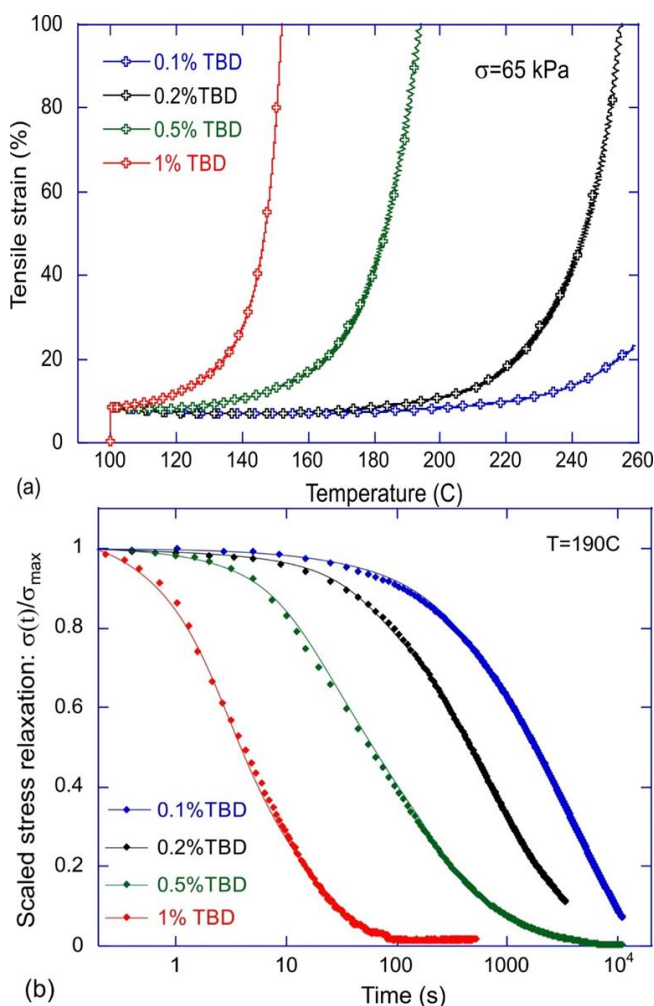 100
80
60
40
20
0
Tensile strain (%)
0.1% TBD
0.2%TBD
0.5% TBD
1% TBD
σ=65 kPa
100 120 140 160 180 200 220 240 260
(a)
Temperature (C)
1
0.8
0.6
0.4
0.2
0
Scaled stress relaxation: σ(t)/σmax
T=190C
0.1%TBD
0.2%TBD
0.5%TBD
1% TBD
1 10 100 1000 10⁴
(b)
Time (s)